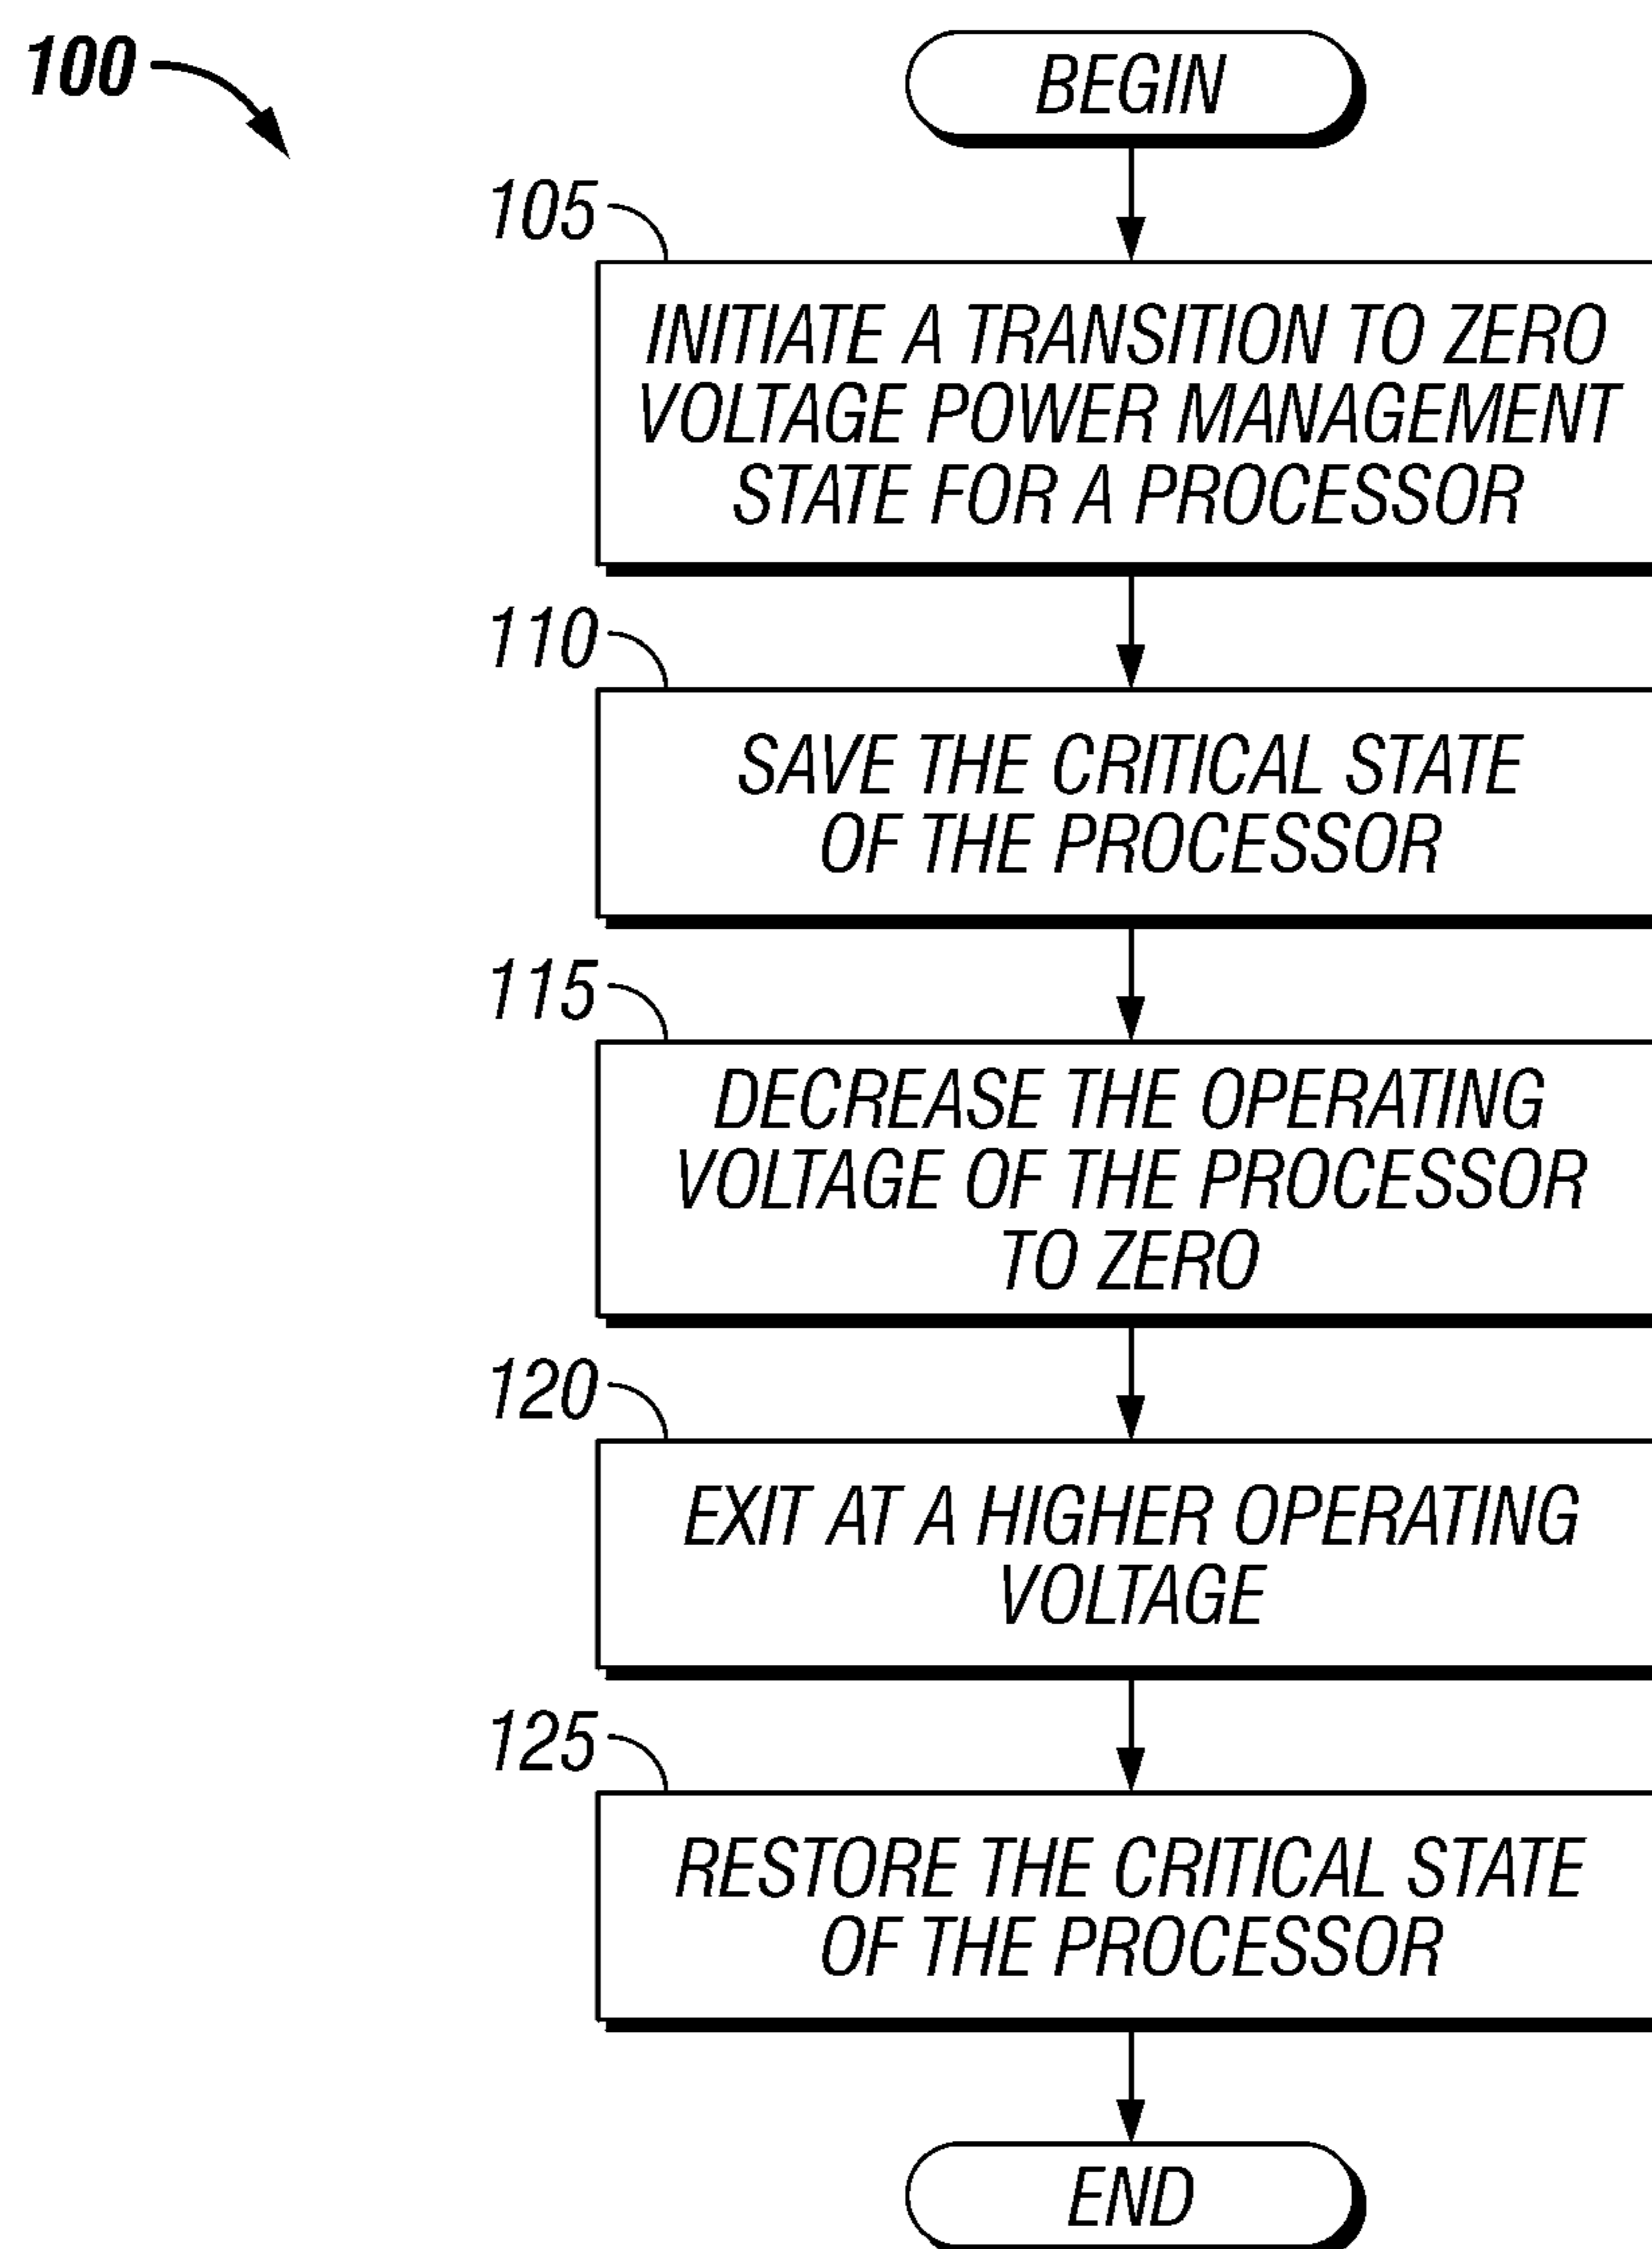 100
BEGIN
105
INITIATE A TRANSITION TO ZERO
VOLTAGE POWER MANAGEMENT
STATE FOR A PROCESSOR
110
SAVE THE CRITICAL STATE
OF THE PROCESSOR
115
DECREASE THE OPERATING
VOLTAGE OF THE PROCESSOR
TO ZERO
120
EXIT AT A HIGHER OPERATING
VOLTAGE
125
RESTORE THE CRITICAL STATE
OF THE PROCESSOR
END